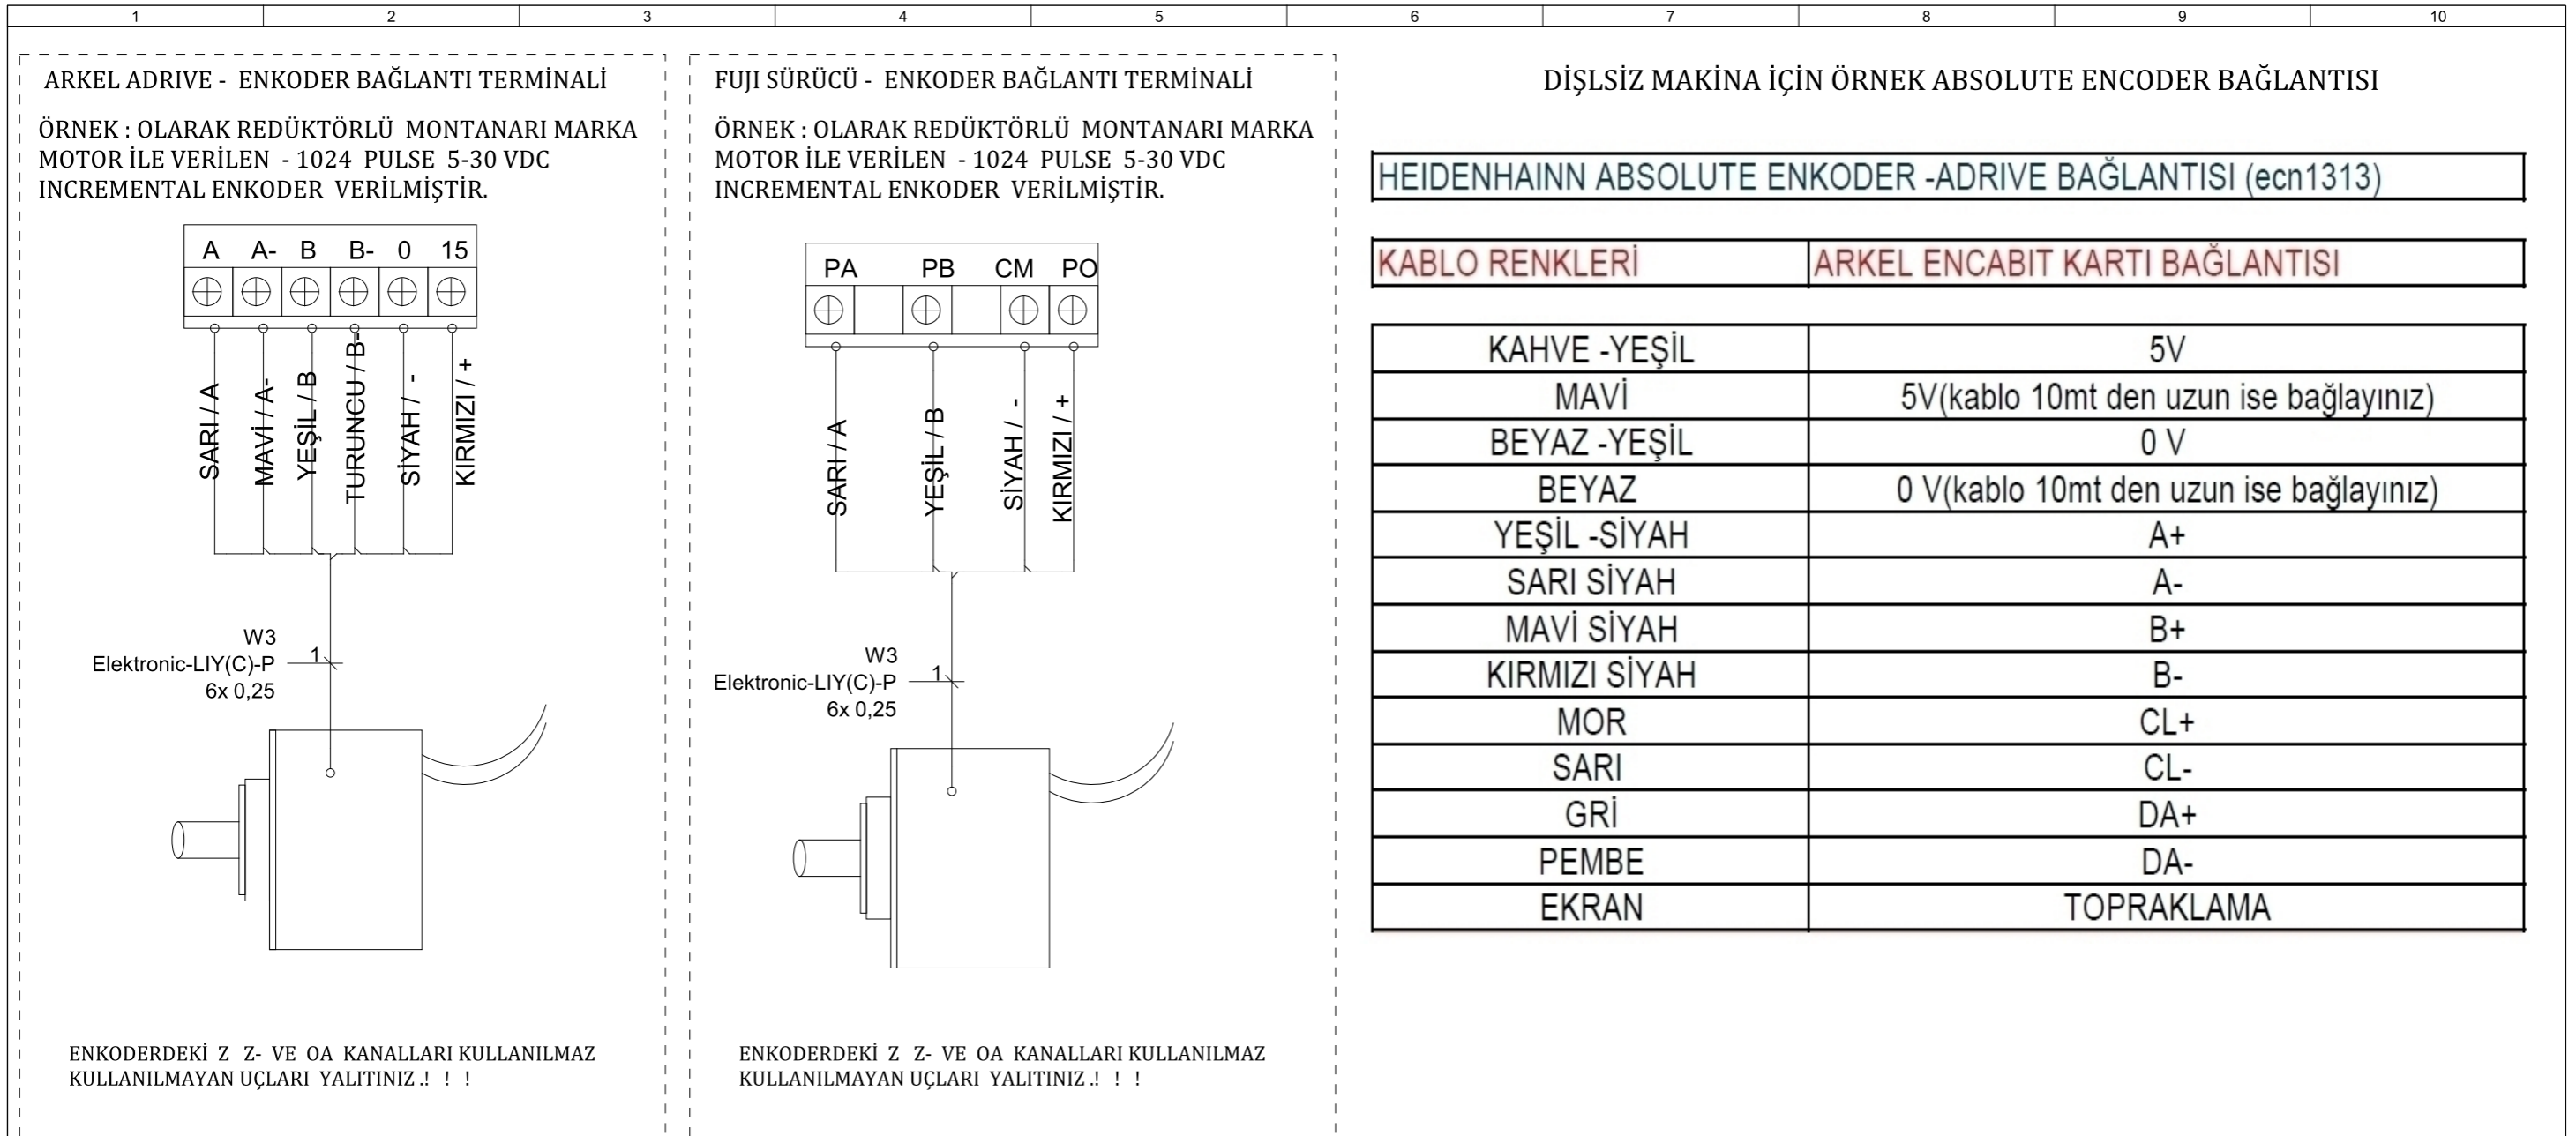 1 2 3 4 5 6 7 8 9 10
ARKEL ADRIVE - ENKODER BAĞLANTI TERMİNALİ
ÖRNEK : OLARAK REDÜKTÖRLÜ MONTANARI MARKA
MOTOR İLE VERİLEN - 1024 PULSE 5-30 VDC
INCREMENTAL ENKODER VERİLMİŞTİR.
A A- B B- 0 15
SARI / A
MAVİ / A-
YEŞİL / B
TURUNCU / B-
SİYAH / -
KIRMIZI / +
W3
Elektronic-LIY(C)-P 1
6x 0,25
ENKODERDEKİ Z Z- VE OA KANALLARI KULLANILMAZ
KULLANILMAYAN UÇLARI YALITINIZ .! ! !
FUJI SÜRÜCÜ - ENKODER BAĞLANTI TERMİNALİ
ÖRNEK : OLARAK REDÜKTÖRLÜ MONTANARI MARKA
MOTOR İLE VERİLEN - 1024 PULSE 5-30 VDC
INCREMENTAL ENKODER VERİLMİŞTİR.
PA PB CM PO
SARI / A
YEŞİL / B
SİYAH / -
KIRMIZI / +
W3
Elektronic-LIY(C)-P 1
6x 0,25
ENKODERDEKİ Z Z- VE OA KANALLARI KULLANILMAZ
KULLANILMAYAN UÇLARI YALITINIZ .! ! !
DİŞLSİZ MAKİNA İÇİN ÖRNEK ABSOLUTE ENCODER BAĞLANTISI
HEIDENHAINN ABSOLUTE ENKODER -ADRIVE BAĞLANTISI (ecn1313)
KABLO RENKLERİ ARKEL ENCABIT KARTI BAĞLANTISI
KAHVE -YEŞİL 5V
MAVİ 5V(kablo 10mt den uzun ise bağlayınız)
BEYAZ -YEŞİL 0 V
BEYAZ 0 V(kablo 10mt den uzun ise bağlayınız)
YEŞİL -SİYAH A+
SARI SİYAH A-
MAVİ SİYAH B+
KIRMIZI SİYAH B-
MOR CL+
SARI CL-
GRİ DA+
PEMBE DA-
EKRAN TOPRAKLAMA